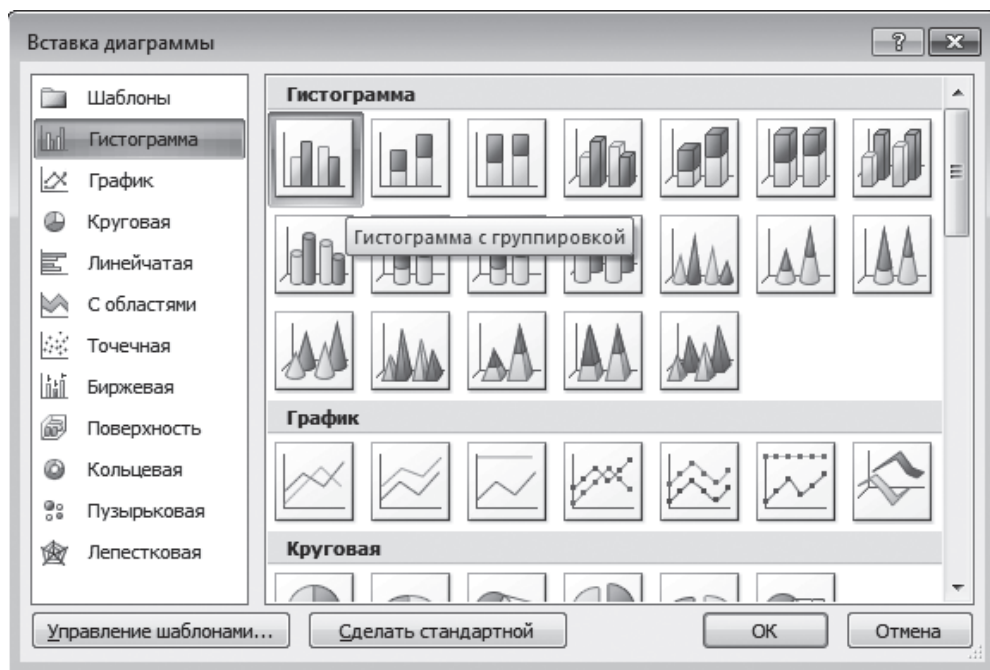 Вставка диаграммы
Шаблоны
Гистограмма
График
Круговая
Линейчатая
С областями
Точечная
Биржевая
Поверхность
Кольцевая
Пузырьковая
Лепестковая
Гистограмма
Гистограмма с группировкой
График
Круговая
Управление шаблонами...
Сделать стандартной
ОК
Отмена